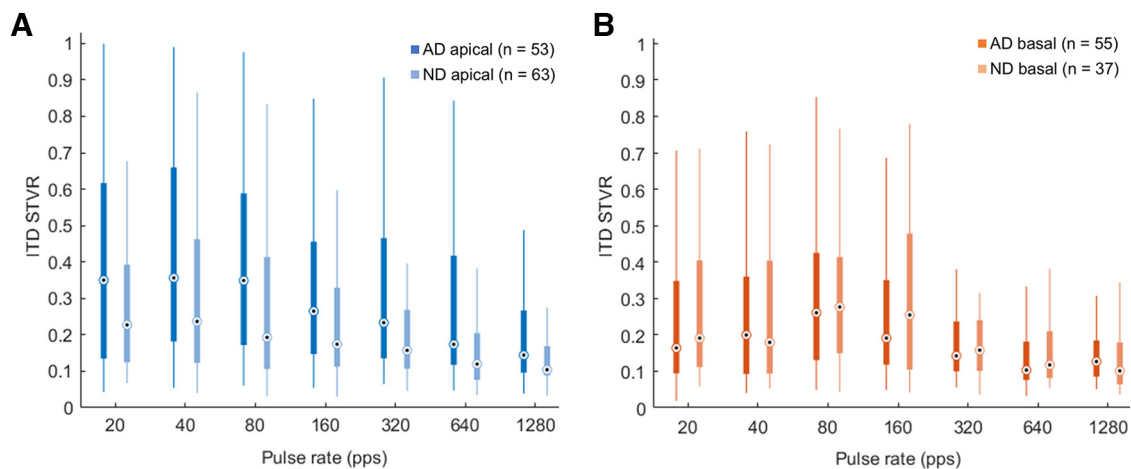 A
AD apical (n = 53)
ND apical (n = 63)
1
0.9
0.8
0.7
0.6
0.5
0.4
0.3
0.2
0.1
0
ITD STVR
20 40 80 160 320 640 1280
Pulse rate (pps)
B
AD basal (n = 55)
ND basal (n = 37)
1
0.9
0.8
0.7
0.6
0.5
0.4
0.3
0.2
0.1
0
ITD STVR
20 40 80 160 320 640 1280
Pulse rate (pps)